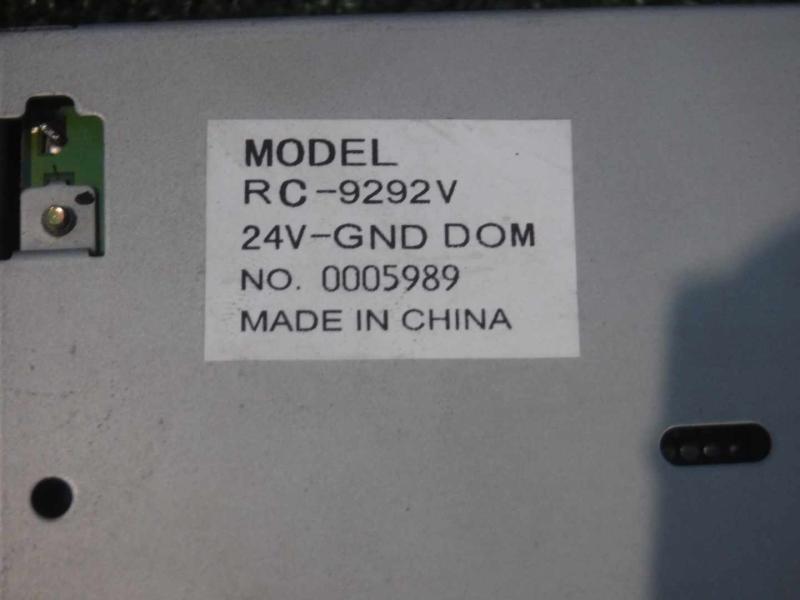 MODEL
RC-9292V
24V-GND DOM
NO. 0005989
MADE IN CHINA